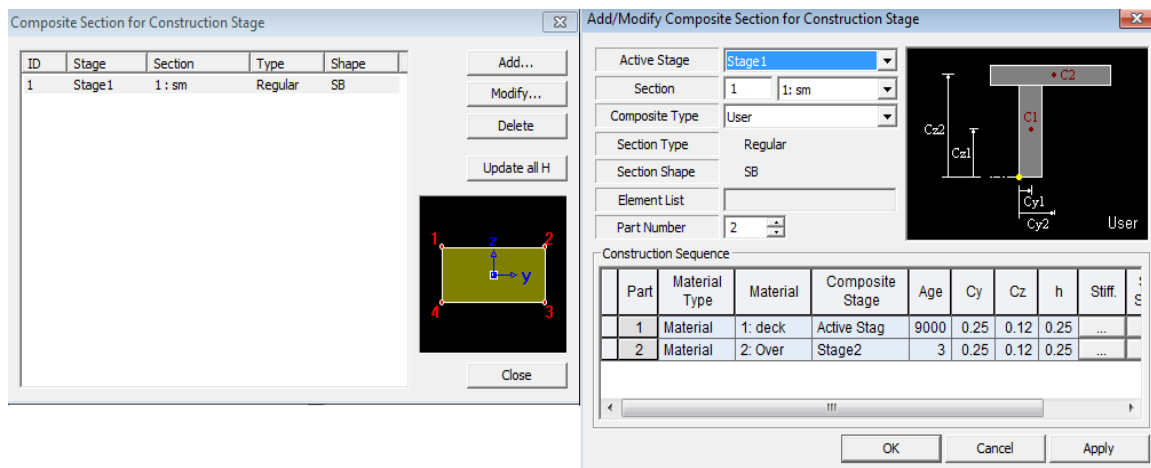 Composite Section for Construction Stage
ID Stage Section Type Shape
1 Stage1 1 : sm Regular SB
Add...
Modify...
Delete
Update all H
1 z 2
y
4 3
Close
Add/Modify Composite Section for Construction Stage
Active Stage Stage1
Section 1 1: sm
Composite Type User
Section Type Regular
Section Shape SB
Element List
Part Number 2
C2
C1
Cz2
Cz1
Cy1
Cy2
User
Construction Sequence
Part Material Type Material Composite Stage Age Cy Cz h Stiff.
1 Material 1: deck Active Stag 9000 0.25 0.12 0.25 ...
2 Material 2: Over Stage2 3 0.25 0.12 0.25 ...
OK Cancel Apply